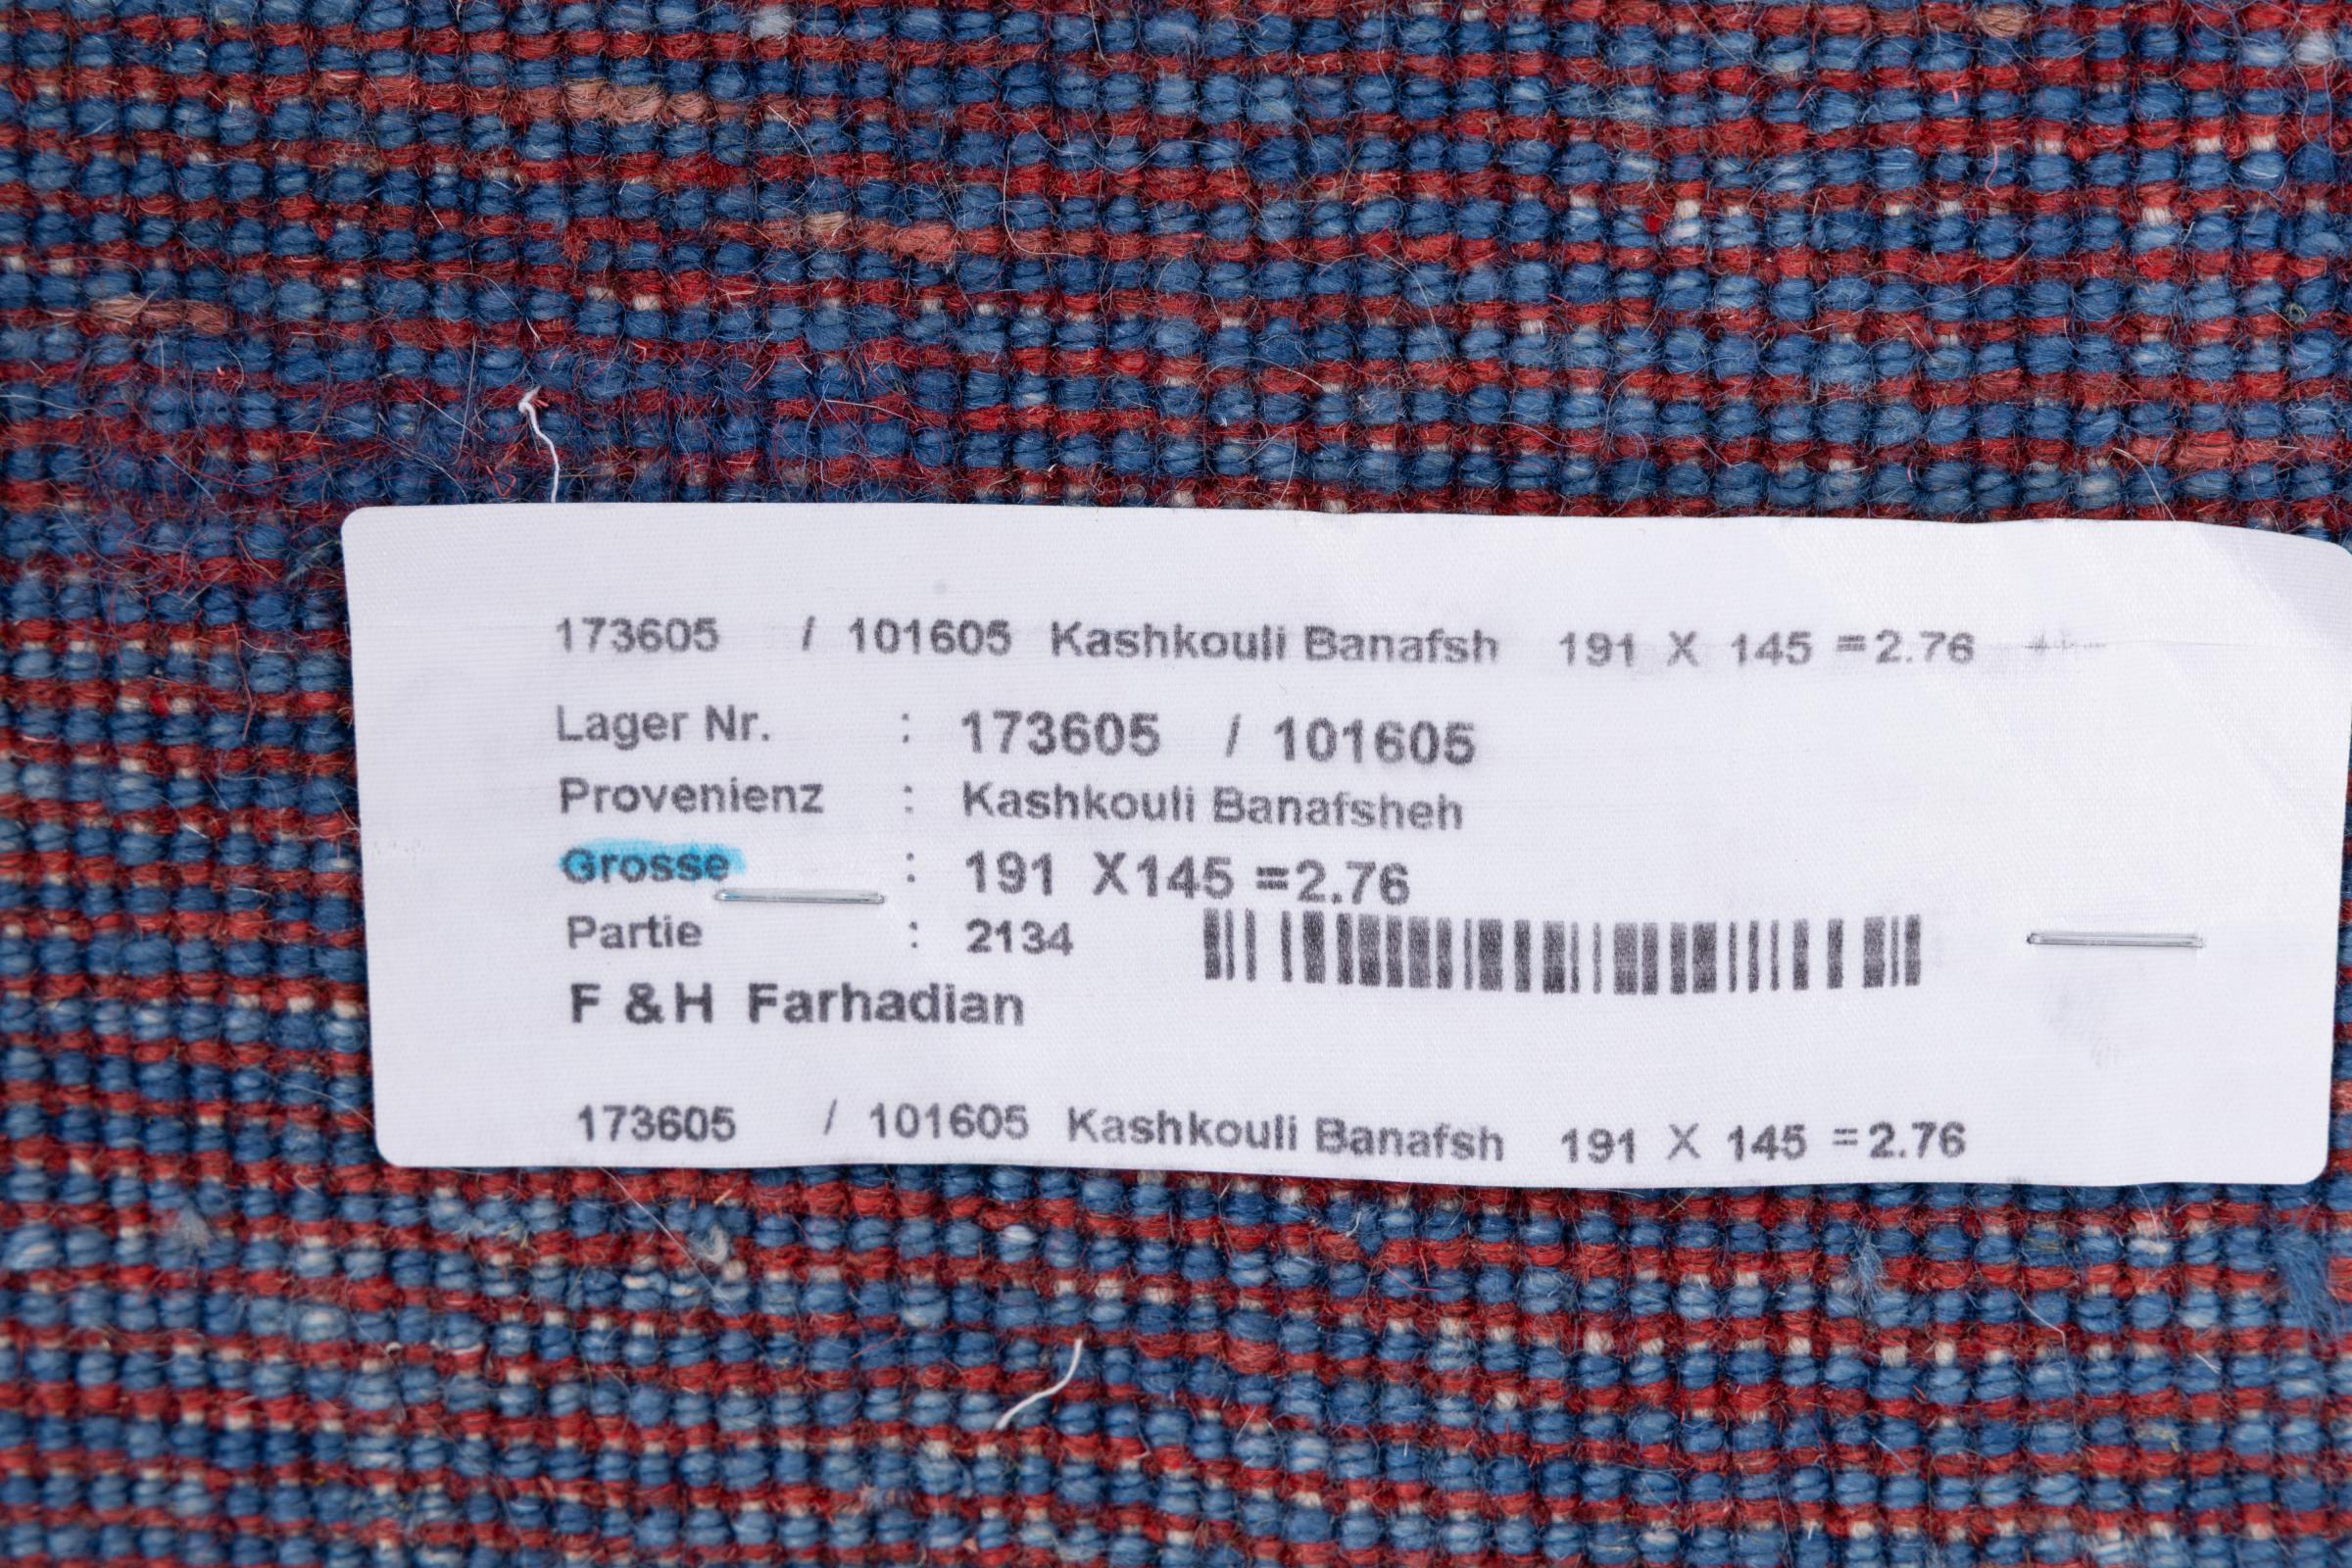 173605 / 101605 Kashkouli Banafsh 191 X 145 =2.76
Lager Nr. : 173605 / 101605
Provenienz : Kashkouli Banafsheh
Grosse : 191 X145 =2.76
Partie : 2134
F &H Farhadian
173605 / 101605 Kashkouli Banafsh 191 X 145 =2.76